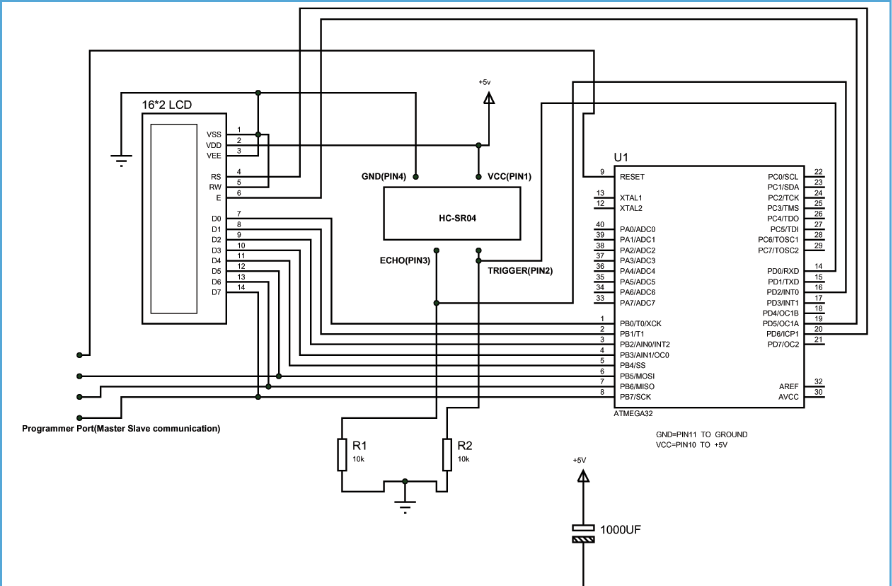 +5v
16*2 LCD
VSS 1
VDD 2
VEE 3
RS 4
RW 5
E 6
D0 7
D1 8
D2 9
D3 10
D4 11
D5 12
D6 13
D7 14
GND(PIN4)
VCC(PIN1)
HC-SR04
ECHO(PIN3)
TRIGGER(PIN2)
U1
9 RESET
13 XTAL1
12 XTAL2
40 PA0/ADC0
39 PA1/ADC1
38 PA2/ADC2
37 PA3/ADC3
36 PA4/ADC4
35 PA5/ADC5
34 PA6/ADC6
33 PA7/ADC7
1 PB0/T0/XCK
2 PB1/T1
3 PB2/AIN0/INT2
4 PB3/AIN1/OC0
5 PB4/SS
6 PB5/MOSI
7 PB6/MISO
8 PB7/SCK
PC0/SCL 22
PC1/SDA 23
PC2/TCK 24
PC3/TMS 25
PC4/TDO 26
PC5/TDI 27
PC6/TOSC1 28
PC7/TOSC2 29
PD0/RXD 14
PD1/TXD 15
PD2/INT0 16
PD3/INT1 17
PD4/OC1B 18
PD5/OC1A 19
PD6/ICP1 20
PD7/OC2 21
AREF 32
AVCC 30
ATMEGA32
GND=PIN11 TO GROUND
VCC=PIN10 TO +5V
Programmer Port(Master Slave communication)
R1
10k
R2
10k
+5V
1000UF